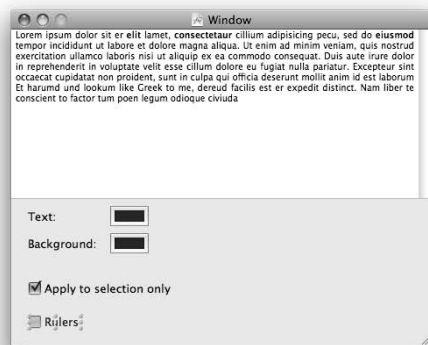 Window
Lorem ipsum dolor sit er elit lamet, consectetaur cillium adipisicing pecu, sed do eiusmod
tempor incididunt ut labore et dolore magna aliqua. Ut enim ad minim veniam, quis nostrud
exercitation ullamco laboris nisi ut aliquip ex ea commodo consequat. Duis aute irure dolor
in reprehenderit in voluptate velit esse cillum dolore eu fugiat nulla pariatur. Excepteur sint
occaecat cupidatat non proident, sunt in culpa qui officia deserunt mollit anim id est laborum
Et harumd und lookum like Greek to me, dereud facilis est er expedit distinct. Nam liber te
conscient to factor tum poen legum odioque civiuda
Text:
Background:
Apply to selection only
Rulers